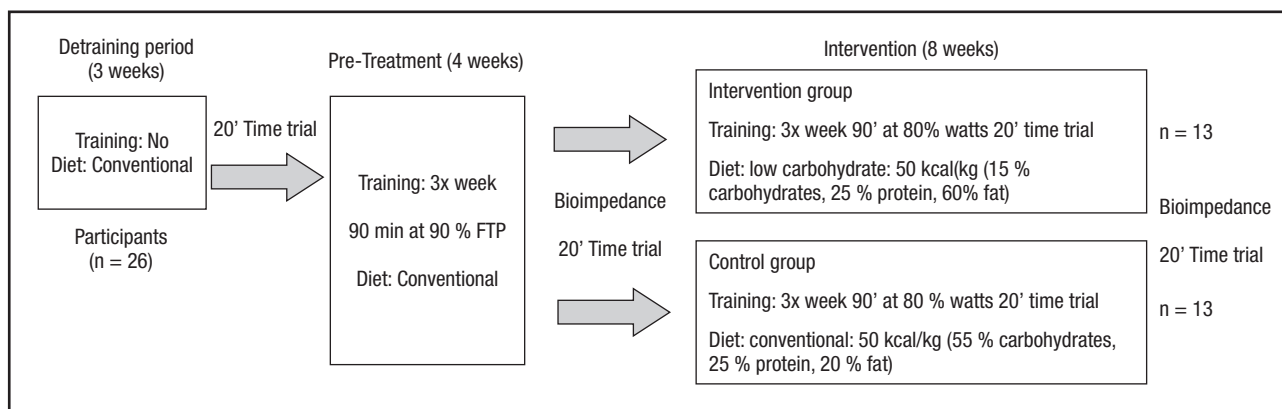 Detraining period
(3 weeks)
Training: No
Diet: Conventional
Participants
(n = 26)
20’ Time trial
Pre-Treatment (4 weeks)
Training: 3x week
90 min at 90 % FTP
Diet: Conventional
Bioimpedance
20’ Time trial
Intervention (8 weeks)
Intervention group
Training: 3x week 90’ at 80% watts 20’ time trial
Diet: low carbohydrate: 50 kcal(kg (15 %
carbohydrates, 25 % protein, 60% fat)
n = 13
Control group
Training: 3x week 90’ at 80 % watts 20’ time trial
Diet: conventional: 50 kcal/kg (55 % carbohydrates,
25 % protein, 20 % fat)
Bioimpedance
20’ Time trial
n = 13